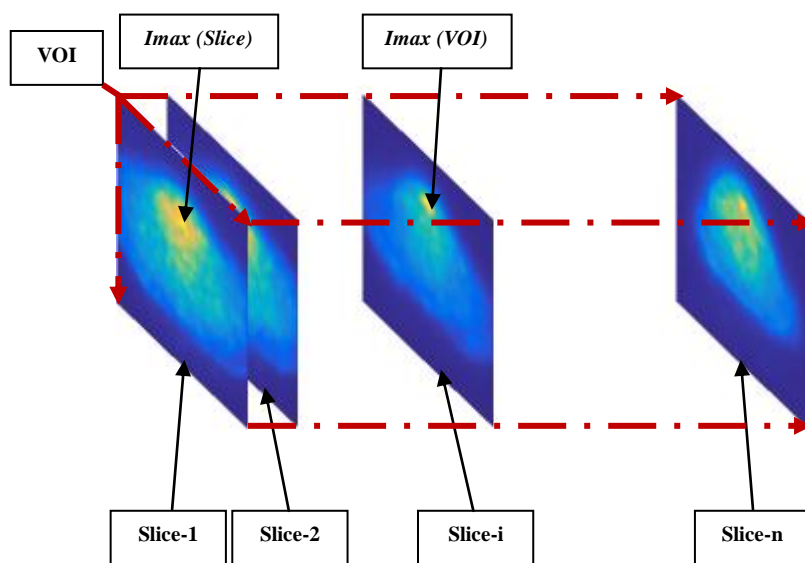 VOI
Imax (Slice)
Imax (VOI)
Slice-1
Slice-2
Slice-i
Slice-n